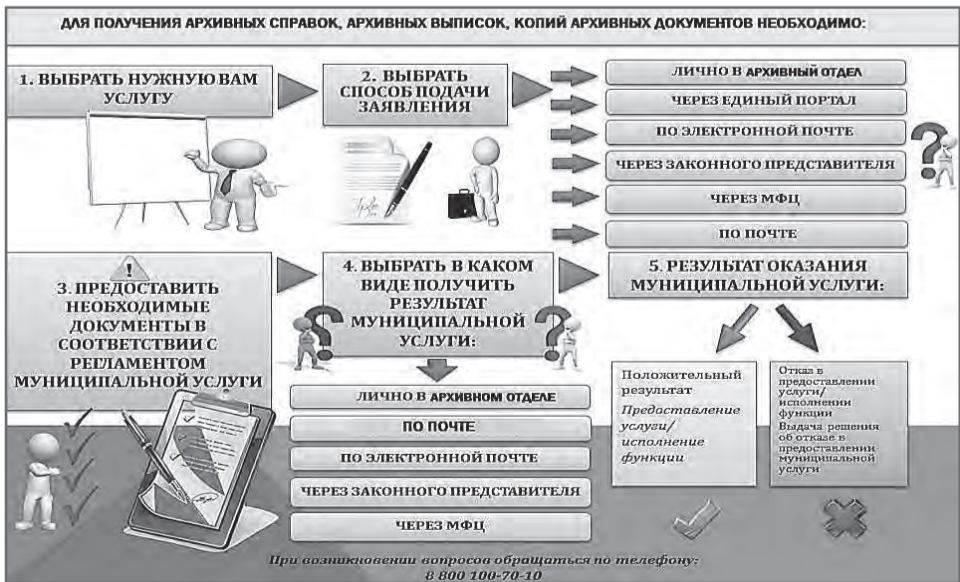 ДЛЯ ПОЛУЧЕНИЯ АРХИВНЫХ СПРАВОК, АРХИВНЫХ ВЫПИСОК, КОПИЙ АРХИВНЫХ ДОКУМЕНТОВ НЕОБХОДИМО:
1. ВЫБРАТЬ НУЖНУЮ ВАМ
УСЛУГУ
2. ВЫБРАТЬ
СПОСОБ ПОДАЧИ
ЗАЯВЛЕНИЯ
ЛИЧНО В АРХИВНЫЙ ОТДЕЛ
ЧЕРЕЗ ЕДИНЫЙ ПОРТАЛ
ПО ЭЛЕКТРОННОЙ ПОЧТЕ
ЧЕРЕЗ ЗАКОННОГО ПРЕДСТАВИТЕЛЯ
ЧЕРЕЗ МФЦ
ПО ПОЧТЕ
3. ПРЕДОСТАВИТЬ
НЕОБХОДИМЫЕ
ДОКУМЕНТЫ В
СООТВЕТСТВИИ С
РЕГЛАМЕНТОМ
МУНИЦИПАЛЬНОЙ УСЛУГИ
4. ВЫБРАТЬ В КАКОМ
ВИДЕ ПОЛУЧИТЬ
РЕЗУЛЬТАТ
МУНИЦИПАЛЬНОЙ
УСЛУГИ:
ЛИЧНО В АРХИВНОМ ОТДЕЛЕ
ПО ПОЧТЕ
ПО ЭЛЕКТРОННОЙ ПОЧТЕ
ЧЕРЕЗ ЗАКОННОГО ПРЕДСТАВИТЕЛЯ
ЧЕРЕЗ МФЦ
5. РЕЗУЛЬТАТ ОКАЗАНИЯ
МУНИЦИПАЛЬНОЙ УСЛУГИ:
Положительный
результат
Предоставление
услуги/
исполнение
функции
Отказ в
предоставлении
услуги/
исполнении
функции
Выдача решения
об отказе в
предоставлении
муниципальной
услуги
При возникновении вопросов обращаться по телефону:
8 800 100-70-10